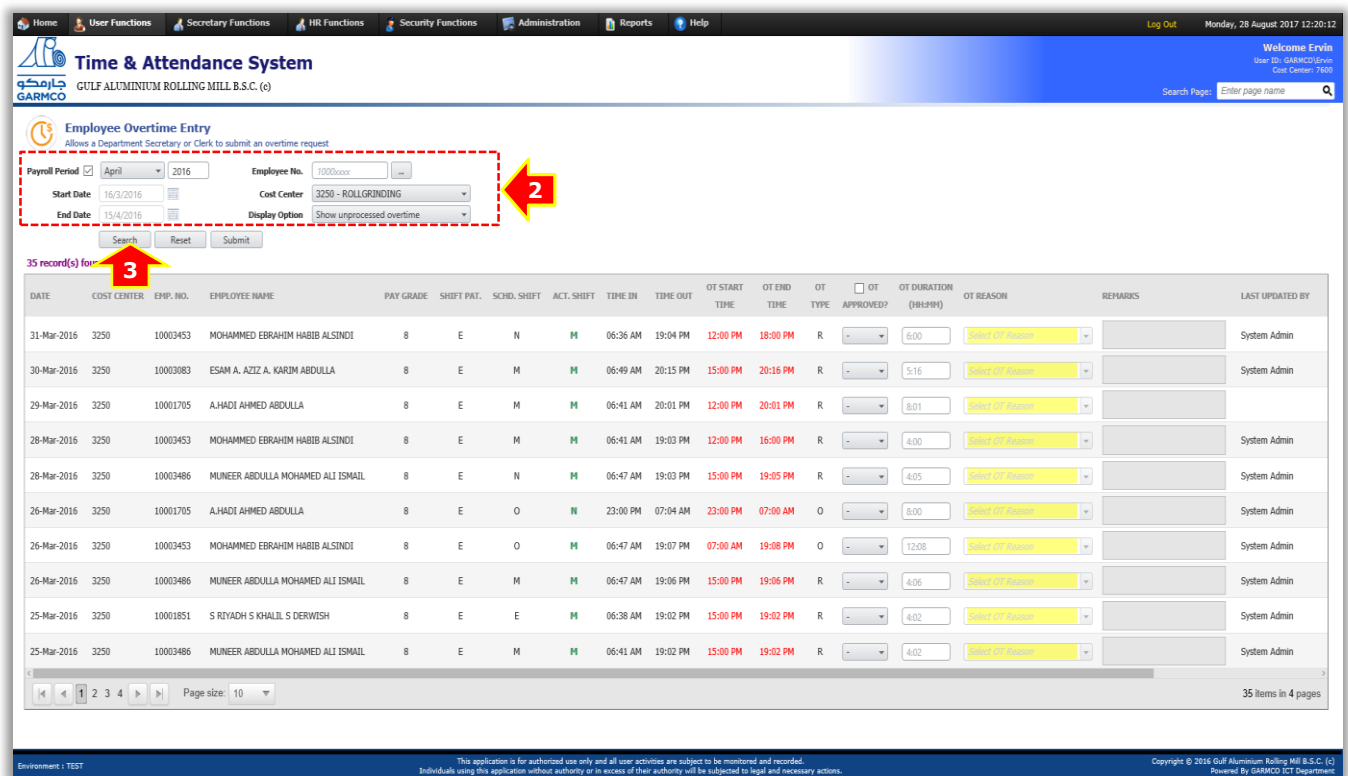 Home User Functions Secretary Functions HR Functions Security Functions Administration Reports Help Log Out Monday, 28 August 2017 12:20:12
Welcome Ervin
Time & Attendance System User ID: GARMCO\Ervin
Cost Center: 7600
جارمكو GULF ALUMINIUM ROLLING MILL B.S.C. (c)
GARMCO Search Page: Enter page name
Employee Overtime Entry
Allows a Department Secretary or Clerk to submit an overtime request
Payroll Period April 2016 Employee No. 1000xxxx ...
Start Date 16/3/2016 Cost Center 3250 - ROLLGRINDING 2
End Date 15/4/2016 Display Option Show unprocessed overtime
Search Reset Submit
35 record(s) fou
3
DATE COST CENTER EMP. NO. EMPLOYEE NAME PAY GRADE SHIFT PAT. SCHD. SHIFT ACT. SHIFT TIME IN TIME OUT OT START TIME OT END TIME OT TYPE OT APPROVED? OT DURATION (HH:MM) OT REASON REMARKS LAST UPDATED BY
31-Mar-2016 3250 10003453 MOHAMMED EBRAHIM HABIB ALSINDI 8 E N M 06:36 AM 19:04 PM 12:00 PM 18:00 PM R - 6:00 Select OT Reason System Admin
30-Mar-2016 3250 10003083 ESAM A. AZIZ A. KARIM ABDULLA 8 E M M 06:49 AM 20:15 PM 15:00 PM 20:16 PM R - 5:16 Select OT Reason System Admin
29-Mar-2016 3250 10001705 A.HADI AHMED ABDULLA 8 E M M 06:41 AM 20:01 PM 12:00 PM 20:01 PM R - 8:01 Select OT Reason
28-Mar-2016 3250 10003453 MOHAMMED EBRAHIM HABIB ALSINDI 8 E M M 06:41 AM 19:03 PM 12:00 PM 16:00 PM R - 4:00 Select OT Reason System Admin
28-Mar-2016 3250 10003486 MUNEER ABDULLA MOHAMED ALI ISMAIL 8 E N M 06:47 AM 19:03 PM 15:00 PM 19:05 PM R - 4:05 Select OT Reason System Admin
26-Mar-2016 3250 10001705 A.HADI AHMED ABDULLA 8 E O N 23:00 PM 07:04 AM 23:00 PM 07:00 AM O - 8:00 Select OT Reason System Admin
26-Mar-2016 3250 10003453 MOHAMMED EBRAHIM HABIB ALSINDI 8 E O M 06:47 AM 19:07 PM 07:00 AM 19:08 PM O - 12:08 Select OT Reason System Admin
26-Mar-2016 3250 10003486 MUNEER ABDULLA MOHAMED ALI ISMAIL 8 E M M 06:47 AM 19:06 PM 15:00 PM 19:06 PM R - 4:06 Select OT Reason System Admin
25-Mar-2016 3250 10001851 S RIYADH S KHALIL S DERWISH 8 E E M 06:38 AM 19:02 PM 15:00 PM 19:02 PM R - 4:02 Select OT Reason System Admin
25-Mar-2016 3250 10003486 MUNEER ABDULLA MOHAMED ALI ISMAIL 8 E M M 06:41 AM 19:02 PM 15:00 PM 19:02 PM R - 4:02 Select OT Reason System Admin
1 2 3 4 Page size: 10 35 items in 4 pages
Environment : TEST This application is for authorized use only and all user activities are subject to be monitored and recorded. Copyright © 2016 Gulf Aluminium Rolling Mill B.S.C. (c)
Individuals using this application without authority or in excess of their authority will be subjected to legal and necessary actions. Powered By GARMCO ICT Department